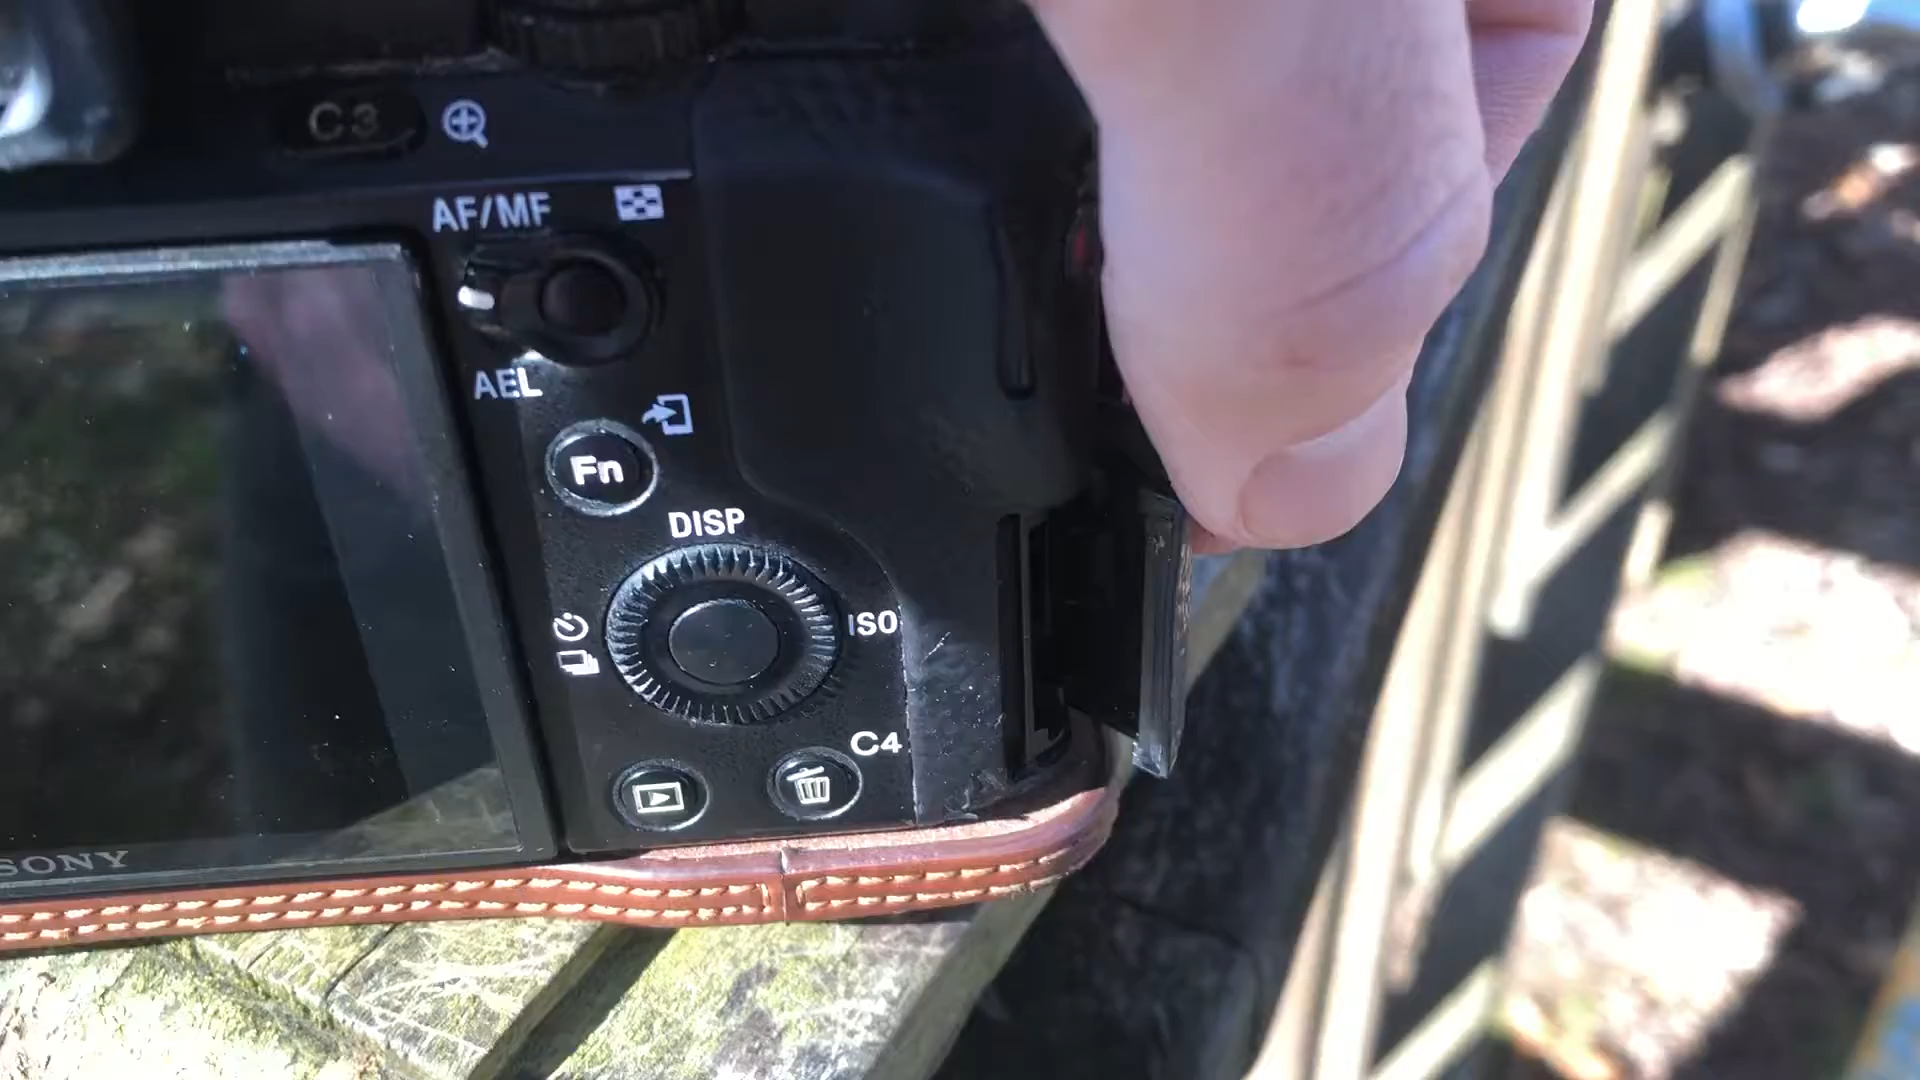 C3
AF/MF
AEL
Fn
DISP
ISO
C4
SONY